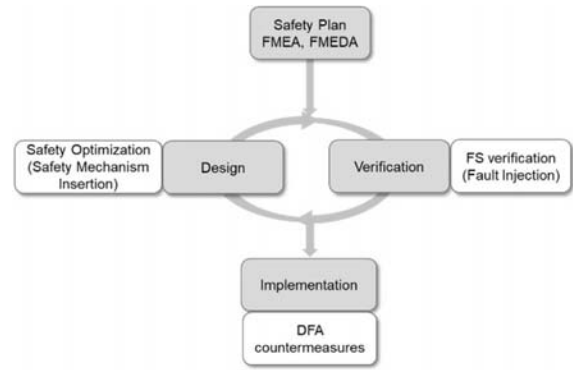 Safety Plan
FMEA, FMEDA
Safety Optimization
(Safety Mechanism
Insertion)
Design
Verification
FS verification
(Fault Injection)
Implementation
DFA
countermeasures